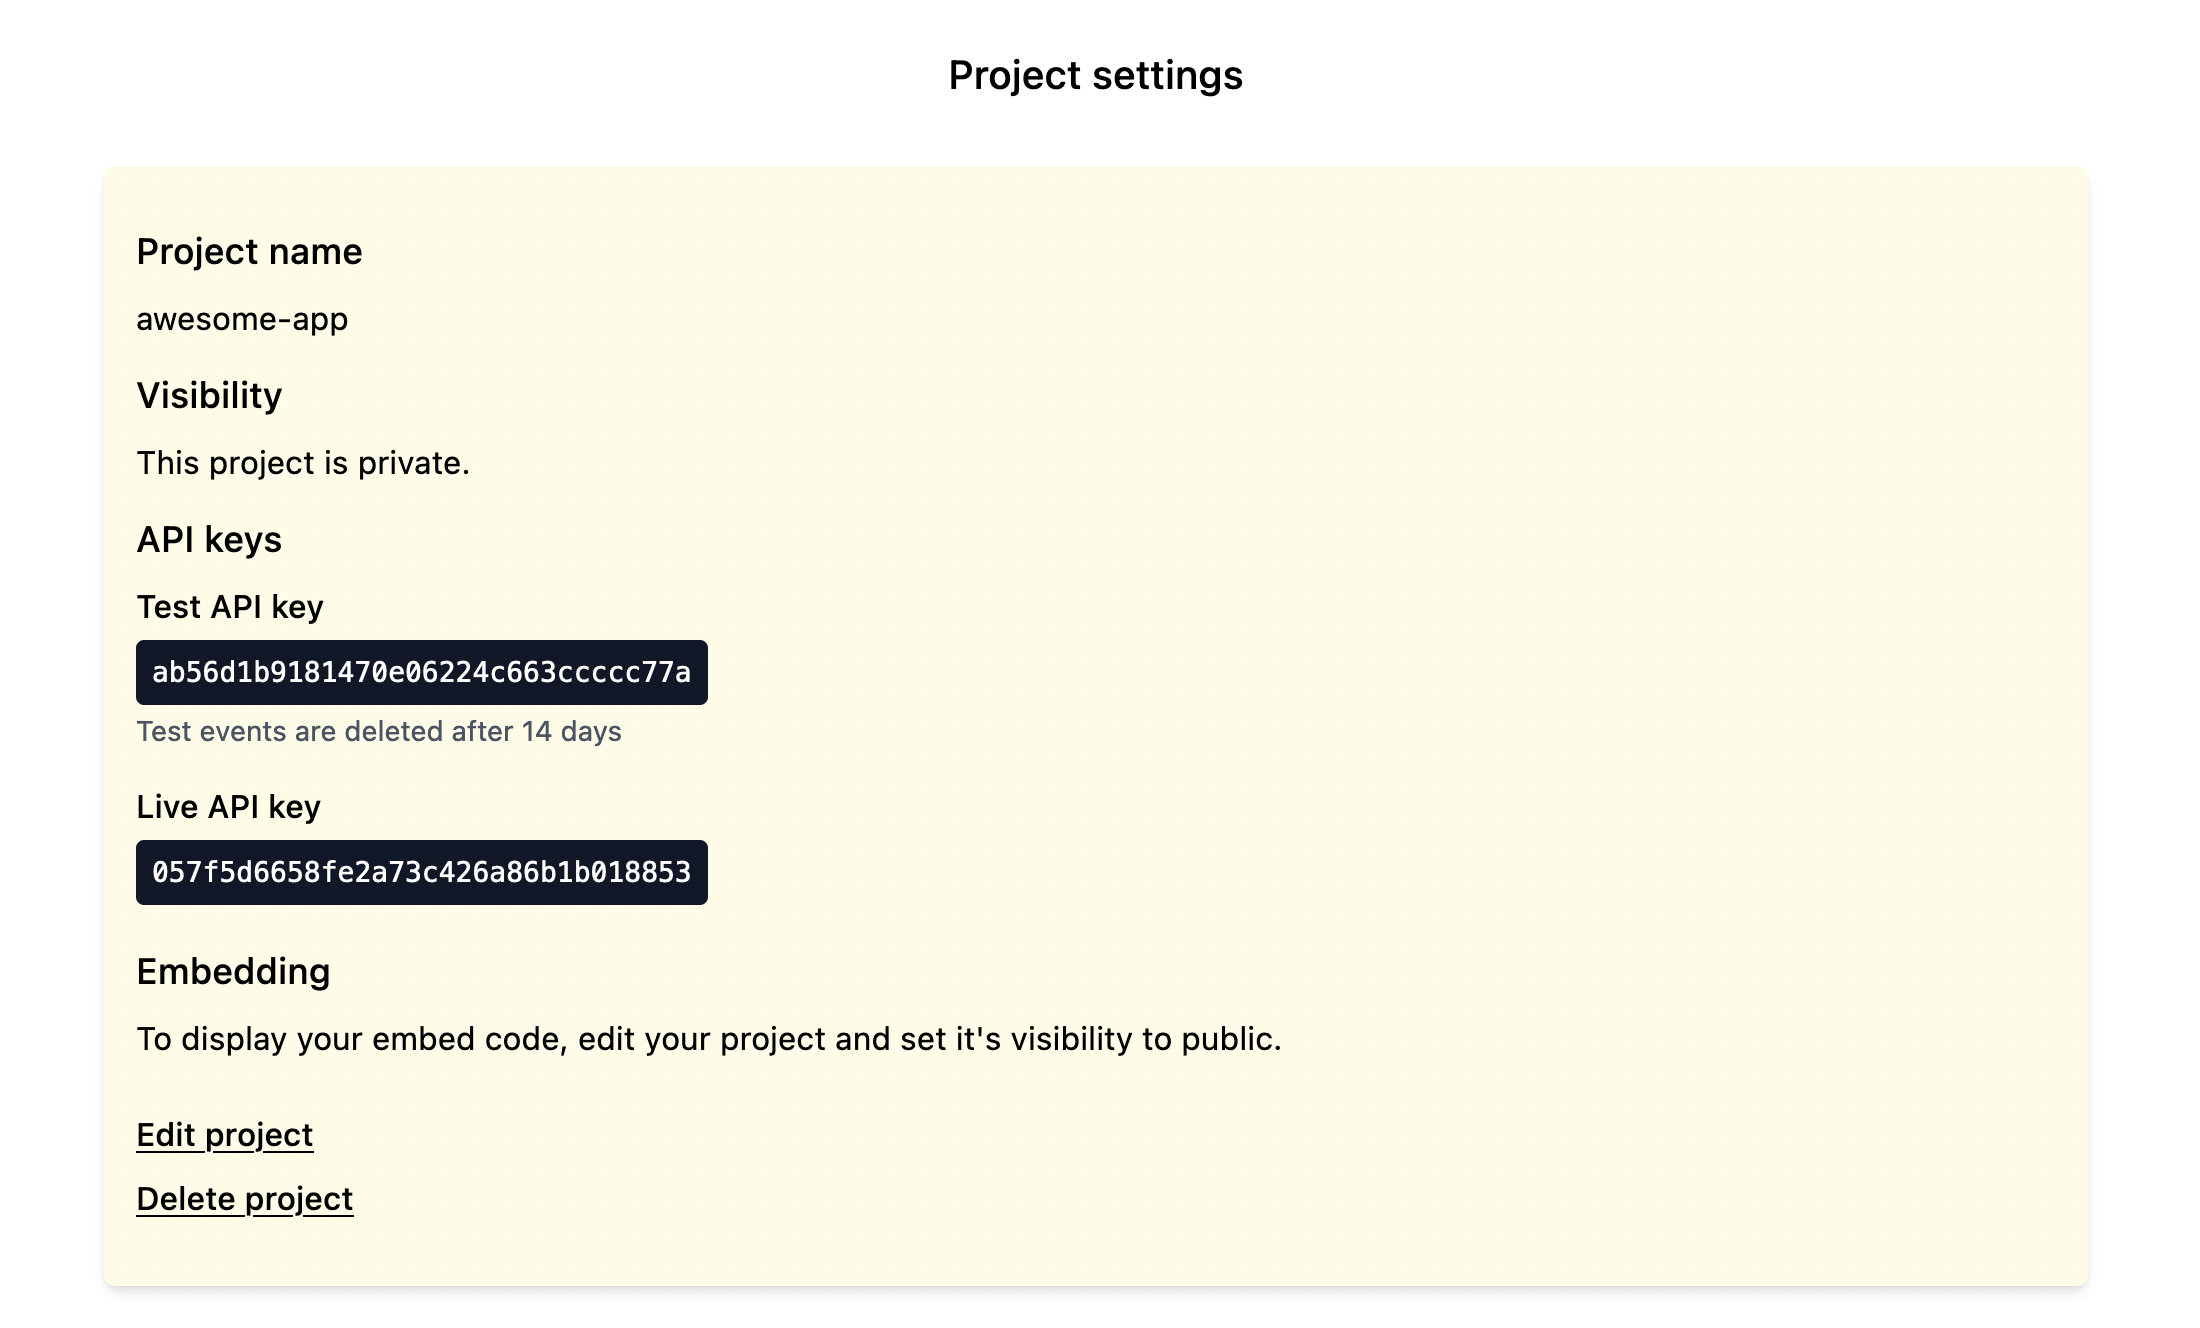 Project settings
Project name
awesome-app
Visibility
This project is private.
API keys
Test API key
ab56d1b9181470e06224c663ccccc77a
Test events are deleted after 14 days
Live API key
057f5d6658fe2a73c426a86b1b018853
Embedding
To display your embed code, edit your project and set it's visibility to public.
Edit project
Delete project